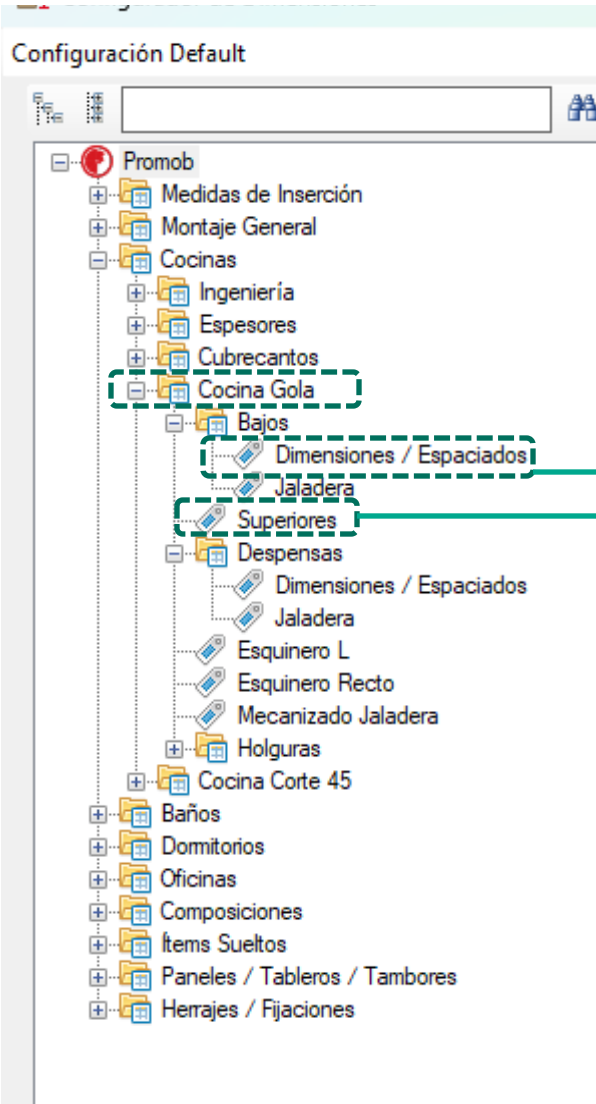 Configuración Default
Promob
Medidas de Inserción
Montaje General
Cocinas
Ingeniería
Espesores
Cubrecantos
Cocina Gola
Bajos
Dimensiones / Espaciados
Jaladera
Superiores
Despensas
Dimensiones / Espaciados
Jaladera
Esquinero L
Esquinero Recto
Mecanizado Jaladera
Holguras
Cocina Corte 45
Baños
Dormitorios
Oficinas
Composiciones
Ítems Sueltos
Paneles / Tableros / Tambores
Herrajes / Fijaciones